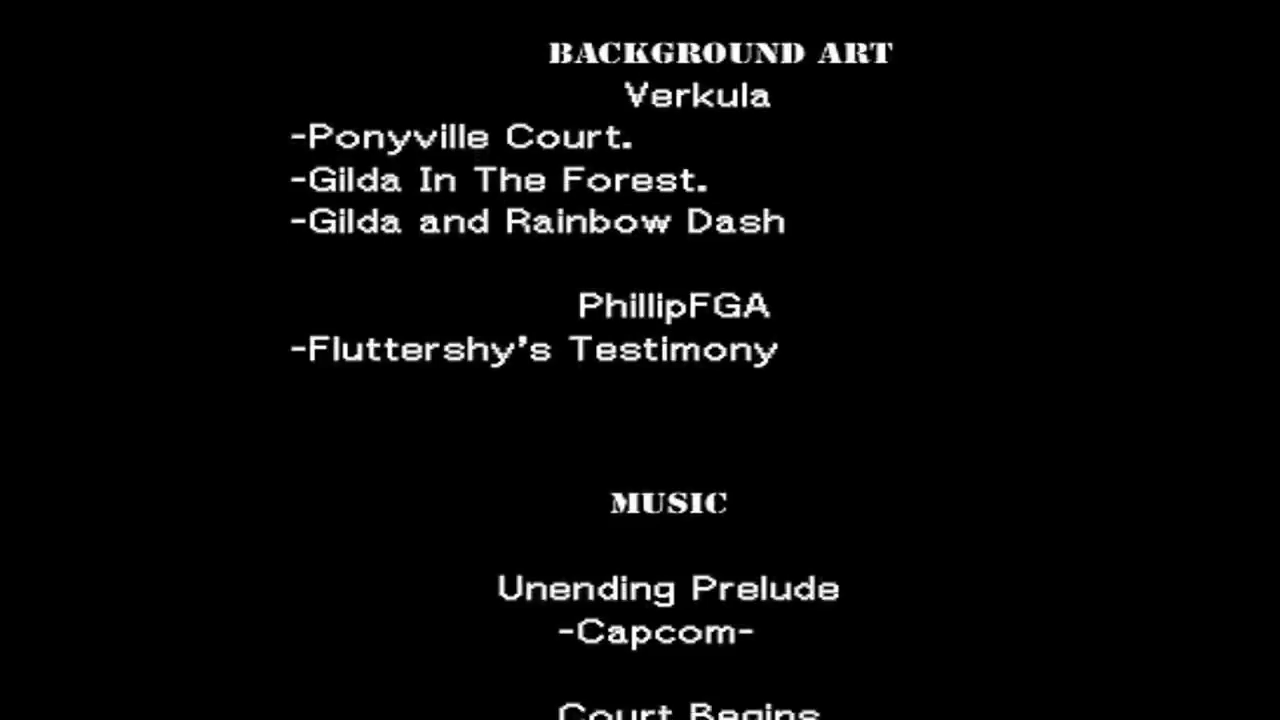 BACKGROUND ART
Verkula
-Ponyville Court.
-Gilda In The Forest.
-Gilda and Rainbow Dash
PhillipFGA
-Fluttershy's Testimony
MUSIC
Unending Prelude
-Capcom-
Court Begins